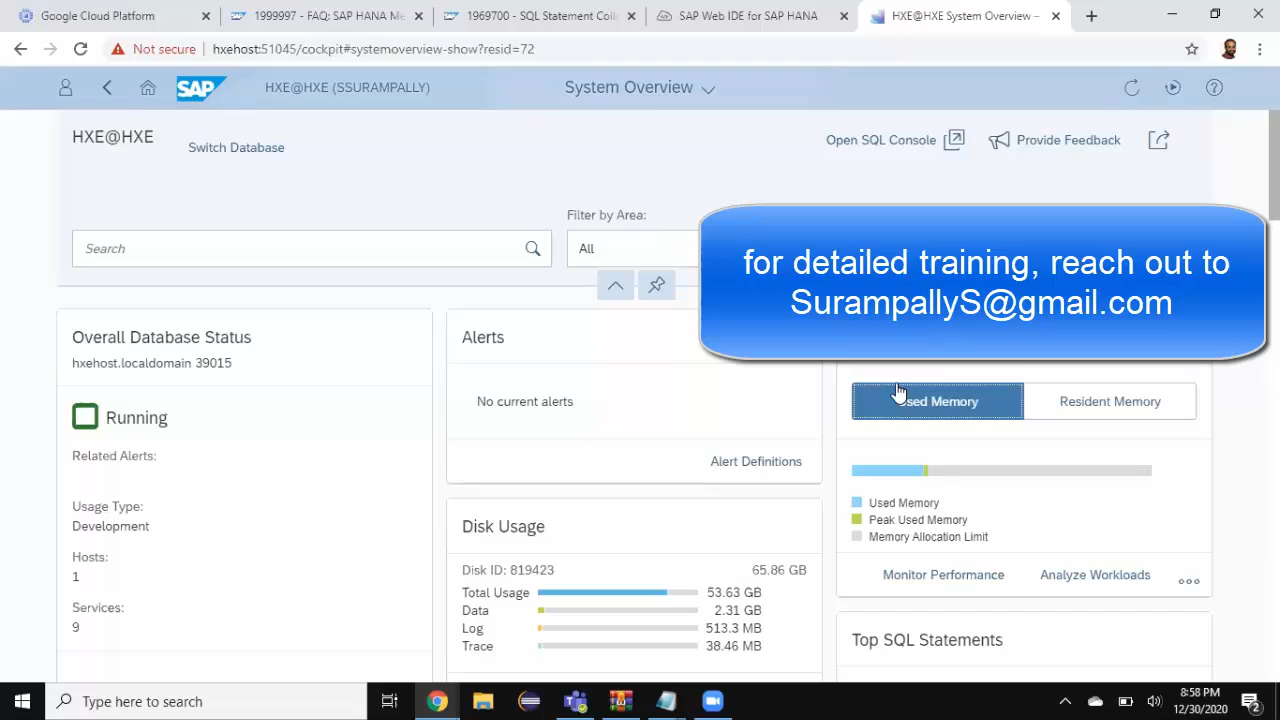 Google Cloud Platform
1999997 - FAQ: SAP HANA Me
1969700 - SQL Statement Coll
SAP Web IDE for SAP HANA
HXE@HXE System Overview -
Not secure
hxehost:51045/cockpit#systemoverview-show?resid=72
SAP
HXE@HXE (SSURAMPALLY)
System Overview
HXE@HXE
Switch Database
Open SQL Console
Provide Feedback
Filter by Area:
Search
All
for detailed training, reach out to
SurampallyS@gmail.com
Overall Database Status
hxehost.localdomain 39015
Running
Related Alerts:
Usage Type:
Development
Hosts:
1
Services:
9
Alerts
No current alerts
Alert Definitions
Disk Usage
Disk ID: 819423
65.86 GB
Total Usage
53.63 GB
Data
2.31 GB
Log
513.3 MB
Trace
38.46 MB
Used Memory
Resident Memory
Used Memory
Peak Used Memory
Memory Allocation Limit
Monitor Performance
Analyze Workloads
Top SQL Statements
Type here to search
8:58 PM
12/30/2020
2